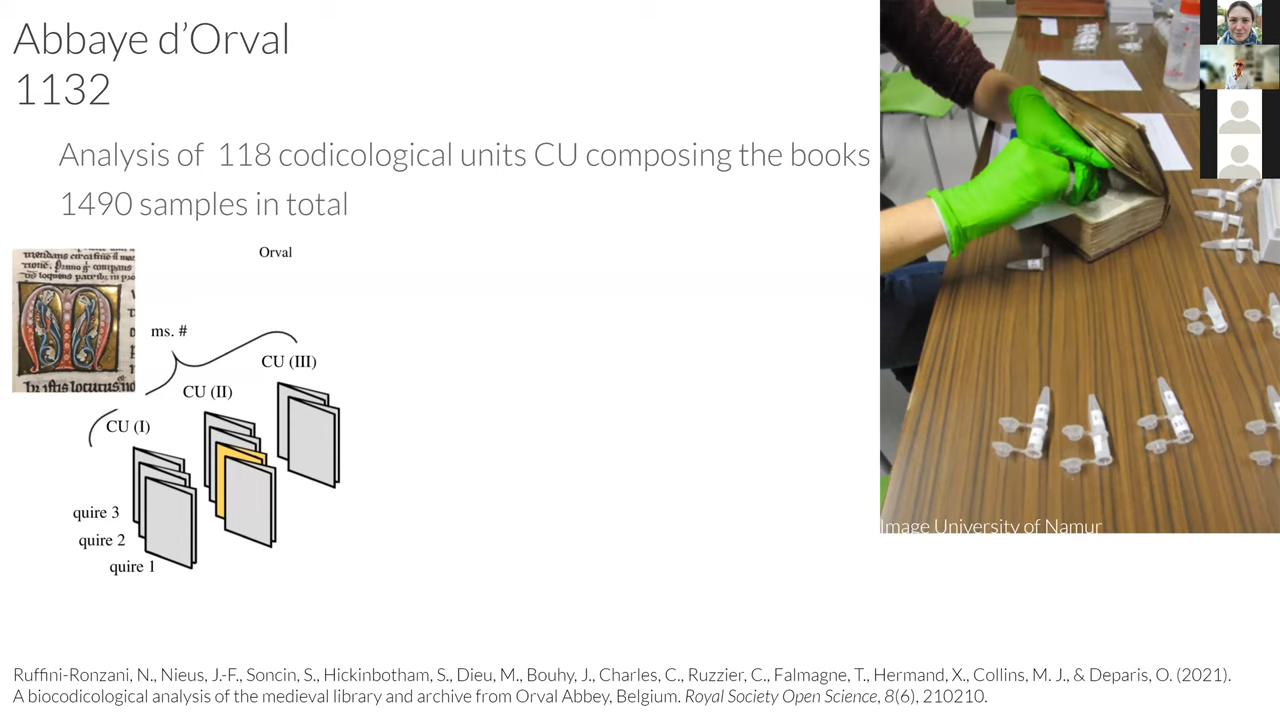 Abbaye d’Orval
1132
Analysis of 118 codicological units CU composing the books
1490 samples in total
Orval
ms. #
CU (III)
CU (II)
CU (I)
quire 3
quire 2
quire 1
Image University of Namur
Ruffini-Ronzani, N., Nieus, J.-F., Soncin, S., Hickinbotham, S., Dieu, M., Bouhy, J., Charles, C., Ruzzier, C., Falmagne, T., Hermand, X., Collins, M. J., & Deparis, O. (2021).
A biocodicological analysis of the medieval library and archive from Orval Abbey, Belgium. Royal Society Open Science, 8(6), 210210.